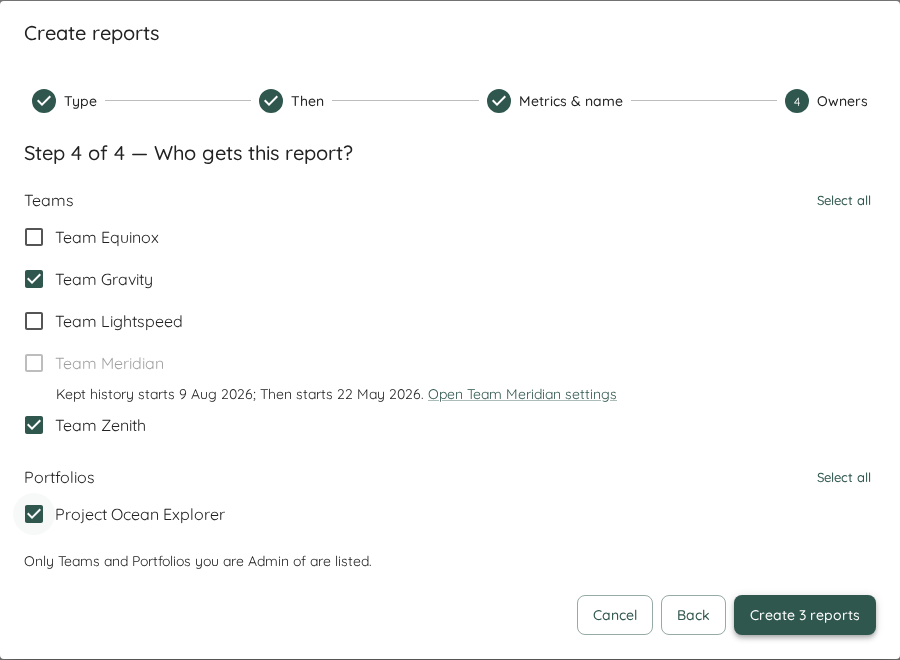 Create reports
Type
Then
Metrics & name
4 Owners
Step 4 of 4 — Who gets this report?
Teams
Select all
Team Equinox
Team Gravity
Team Lightspeed
Team Meridian
Kept history starts 9 Aug 2026; Then starts 22 May 2026. Open Team Meridian settings
Team Zenith
Portfolios
Select all
Project Ocean Explorer
Only Teams and Portfolios you are Admin of are listed.
Cancel
Back
Create 3 reports